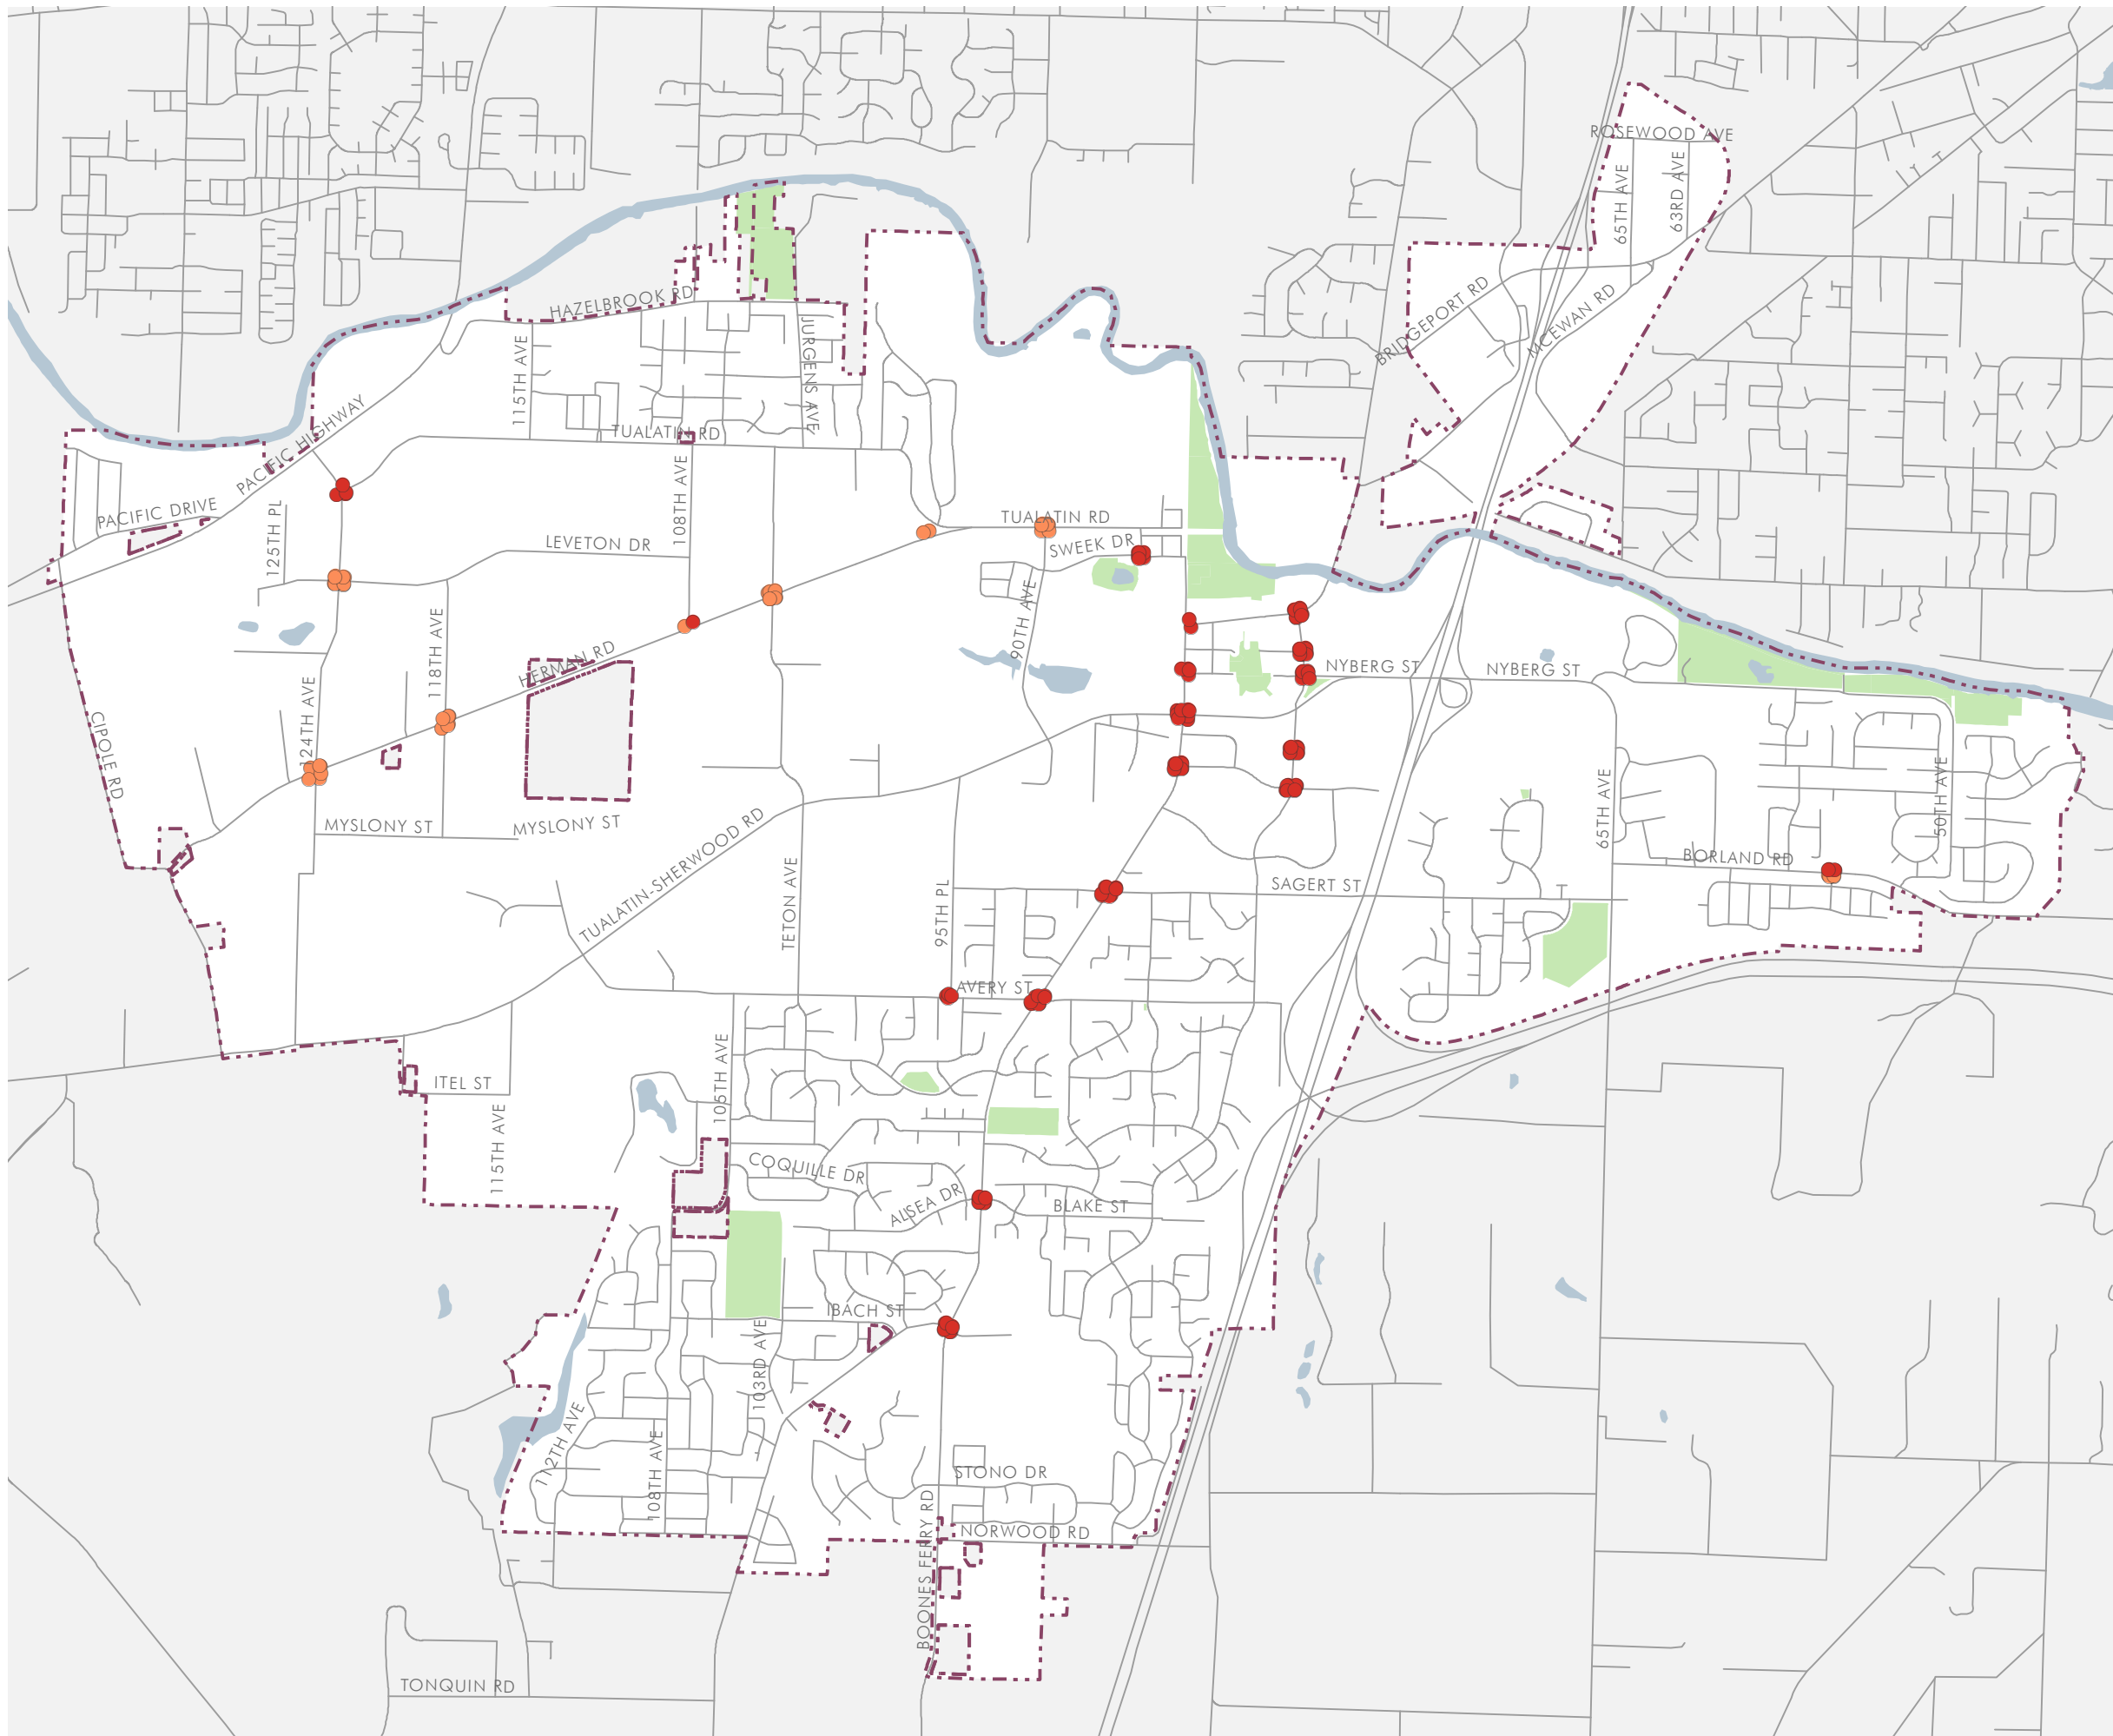 ROSEWOOD AVE
65TH AVE
63RD AVE
HAZELBROOK RD
BRIDGEPORT RD
MCEWAN RD
115TH AVE
JURGENS AVE
PACIFIC HIGHWAY
TUALATIN RD
108TH AVE
PACIFIC DRIVE
125TH PL
TUALATIN RD
LEVETON DR
SWEEK DR
90TH AVE
118TH AVE
HERMAN RD
NYBERG ST
NYBERG ST
124TH AVE
CIPOLE RD
MYSLONY ST
MYSLONY ST
TUALATIN-SHERWOOD RD
65TH AVE
50TH AVE
BORLAND RD
TETON AVE
95TH PL
SAGERT ST
AVERY ST
105TH AVE
ITEL ST
115TH AVE
COQUILLE DR
ALSEA DR
BLAKE ST
IBACH ST
103RD AVE
112TH AVE
108TH AVE
STONO DR
NORWOOD RD
BOONES FERRY RD
TONQUIN RD